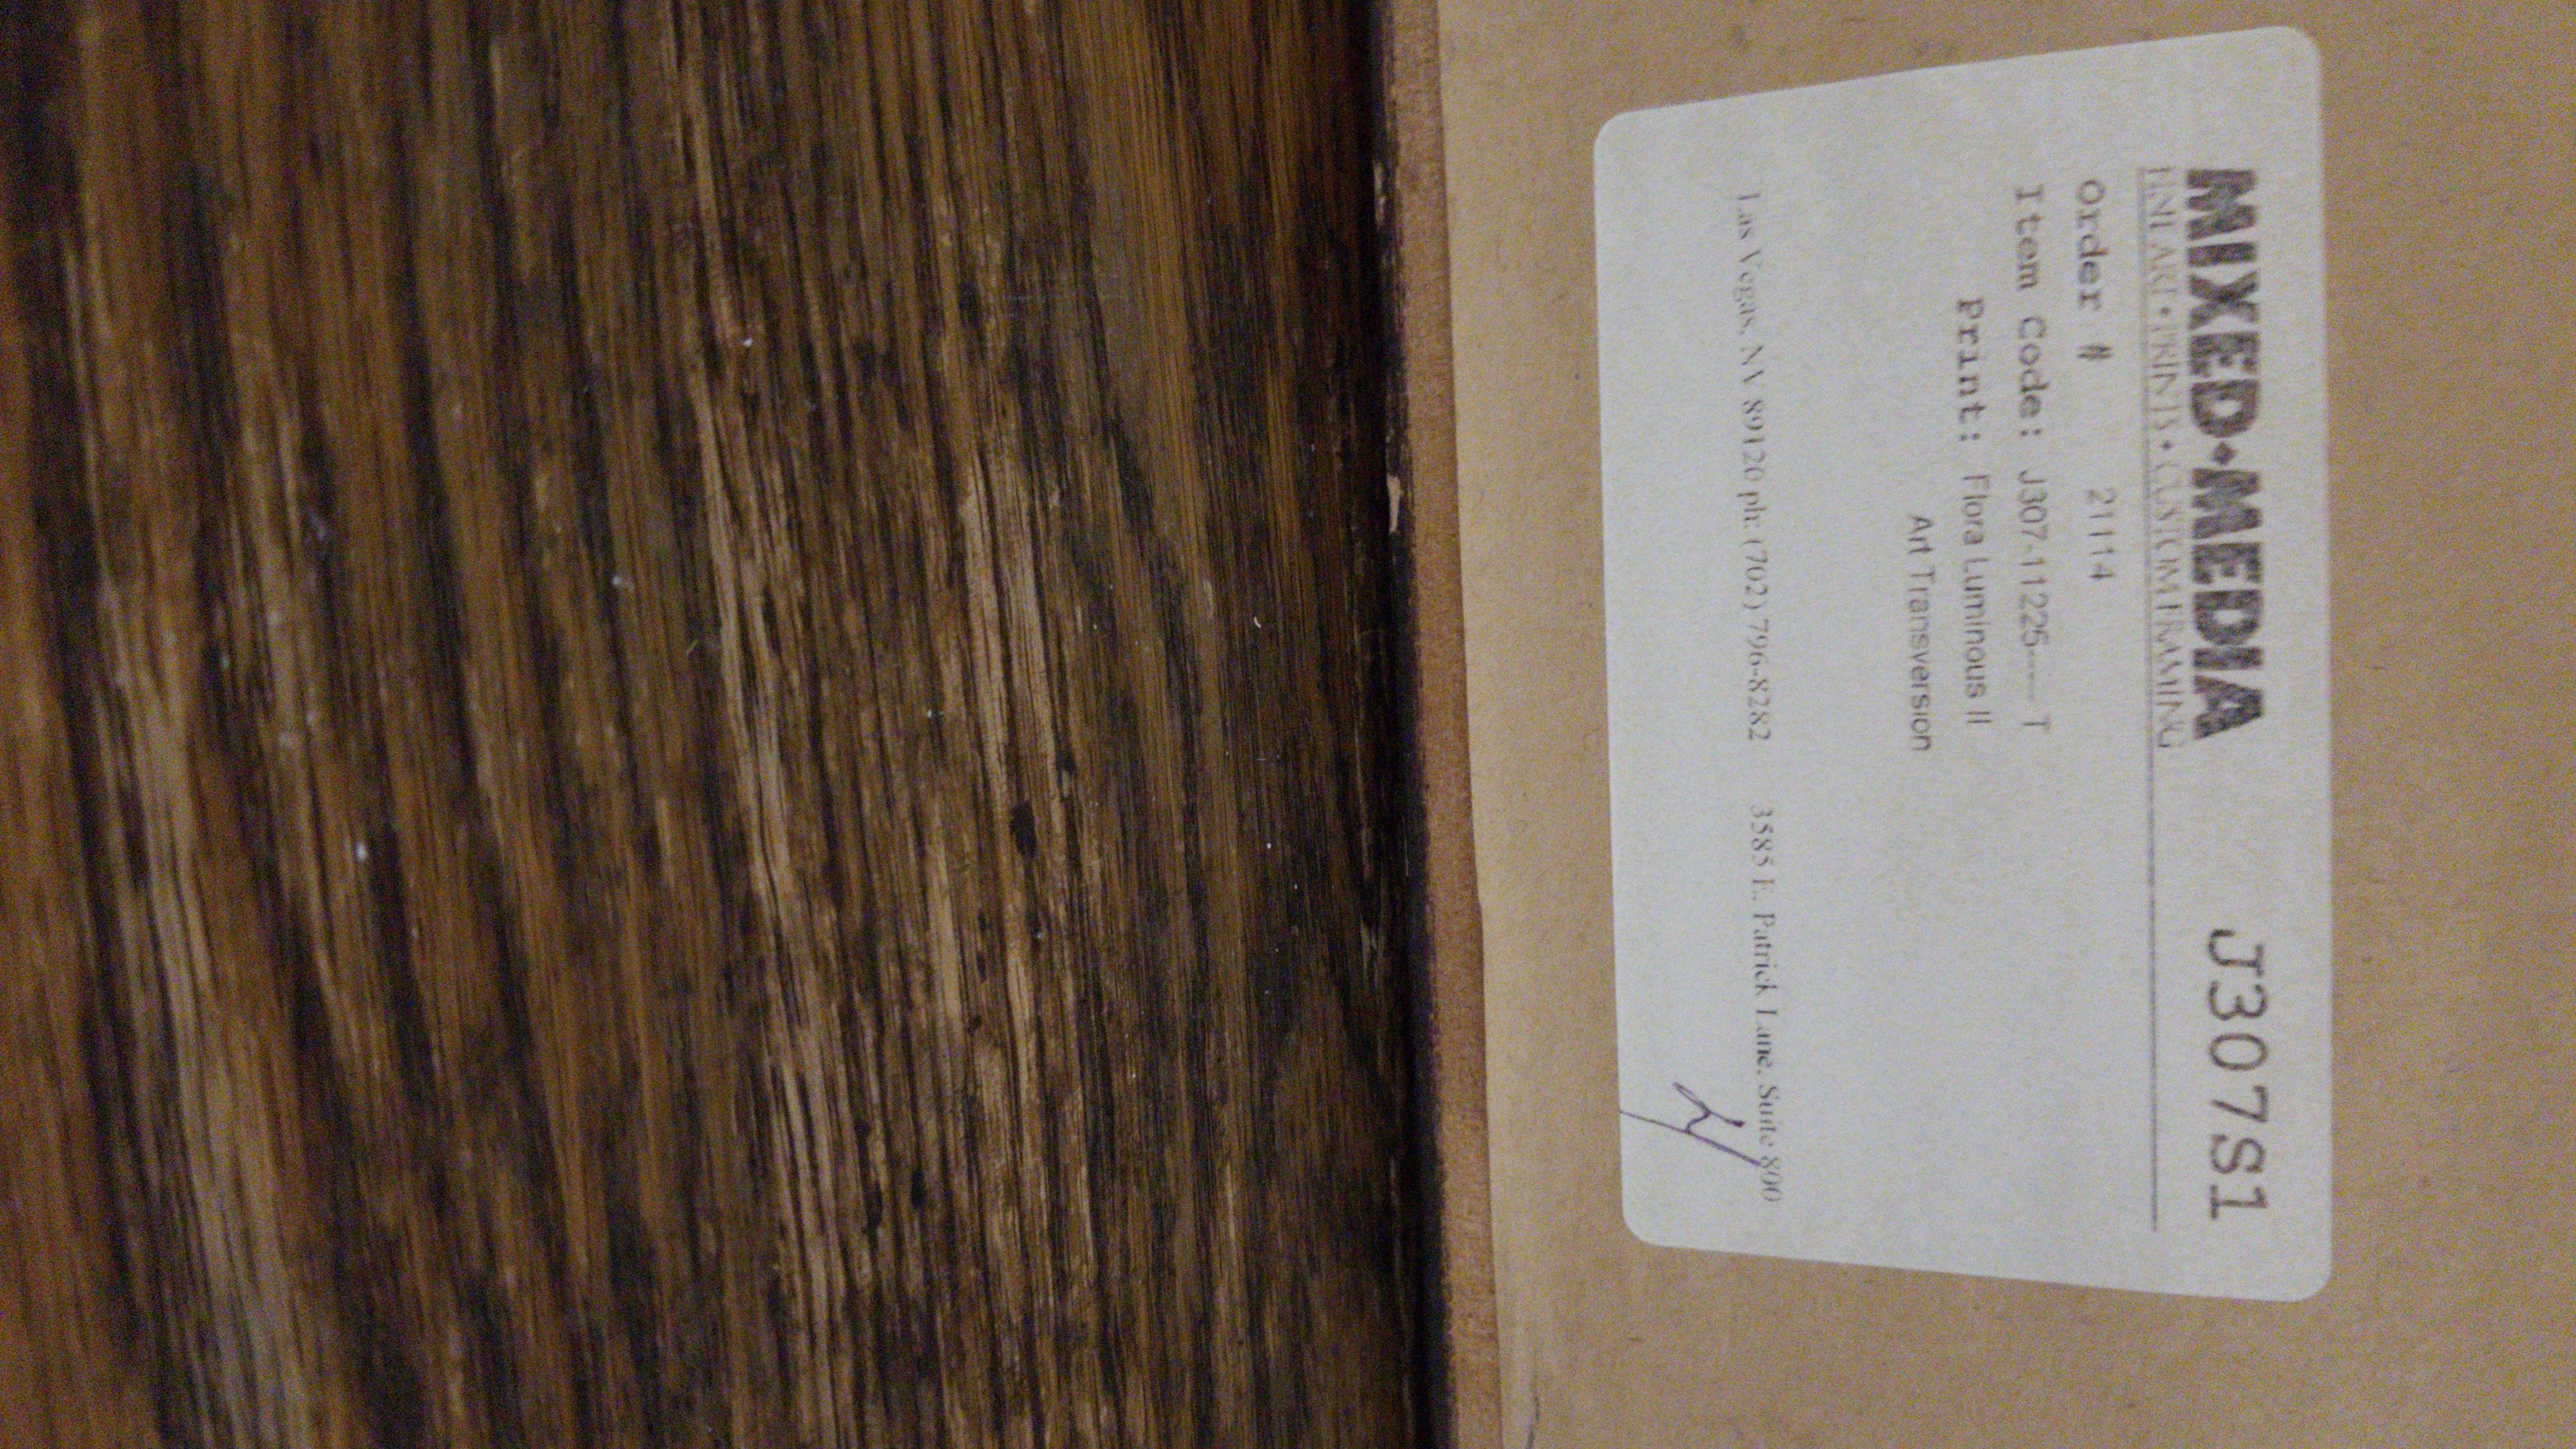 MIXED◆MEDIA J307S1
FINE ART • PRINTS • CUSTOM FRAMING
Order # 21114
Item Code: J307-11225----T
Print: Flora Luminous II
Art Transversion
Las Vegas, NV 89120 ph: (702) 796-8282 3585 E. Patrick Lane, Suite 800